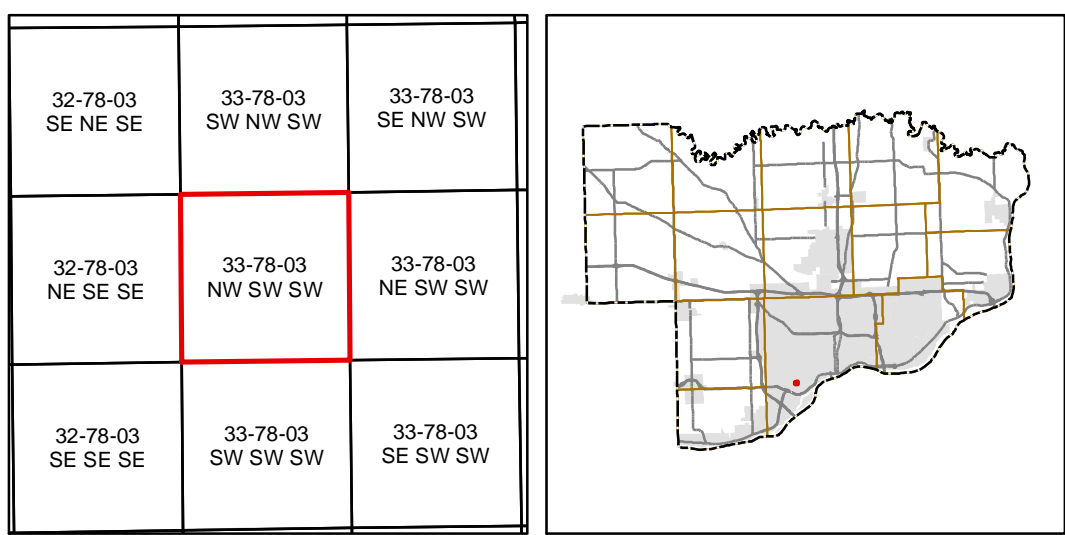 32-78-03
SE NE SE
33-78-03
SW NW SW
33-78-03
SE NW SW
32-78-03
NE SE SE
33-78-03
NW SW SW
33-78-03
NE SW SW
32-78-03
SE SE SE
33-78-03
SW SW SW
33-78-03
SE SW SW